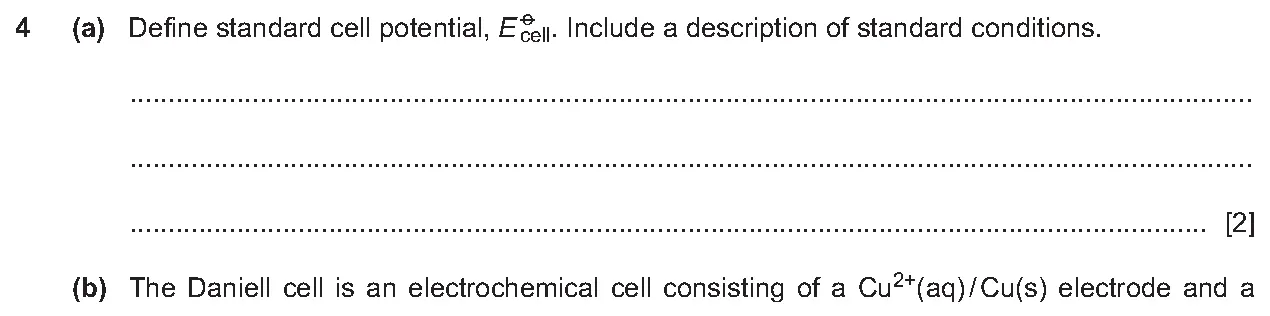 4 (a) Define standard cell potential, E⦵cell. Include a description of standard conditions.
..........................................................................................................................................
..........................................................................................................................................
..................................................................................................................................... [2]
(b) The Daniell cell is an electrochemical cell consisting of a Cu²⁺(aq)/Cu(s) electrode and a